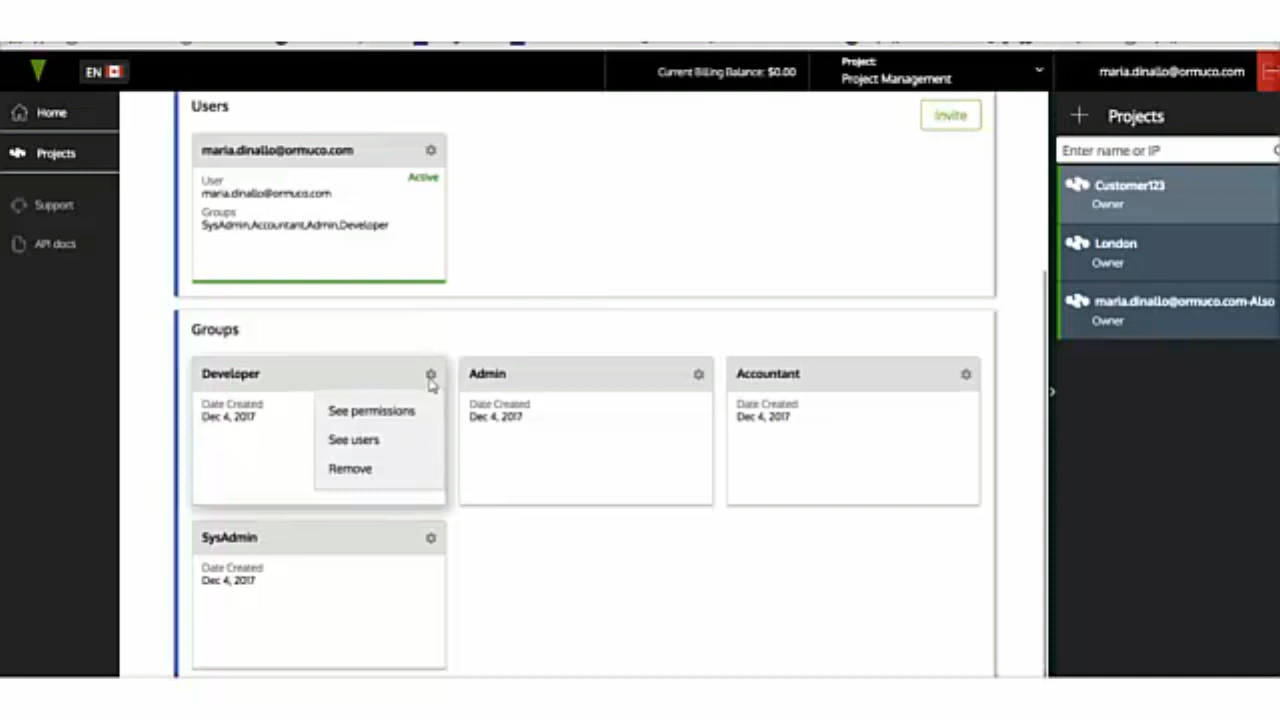 EN
Current Billing Balance: $0.00
Project:
Project Management
maria.dinallo@ormuco.com
Home
Projects
Support
API docs
Users
Invite
maria.dinallo@ormuco.com
Active
User
maria.dinallo@ormuco.com
Groups
SysAdmin,Accountant,Admin,Developer
Groups
Developer
Date Created
Dec 4, 2017
See permissions
See users
Remove
Admin
Date Created
Dec 4, 2017
Accountant
Date Created
Dec 4, 2017
SysAdmin
Date Created
Dec 4, 2017
Projects
Enter name or IP
Customer123
Owner
London
Owner
maria.dinallo@ormuco.com-Also
Owner